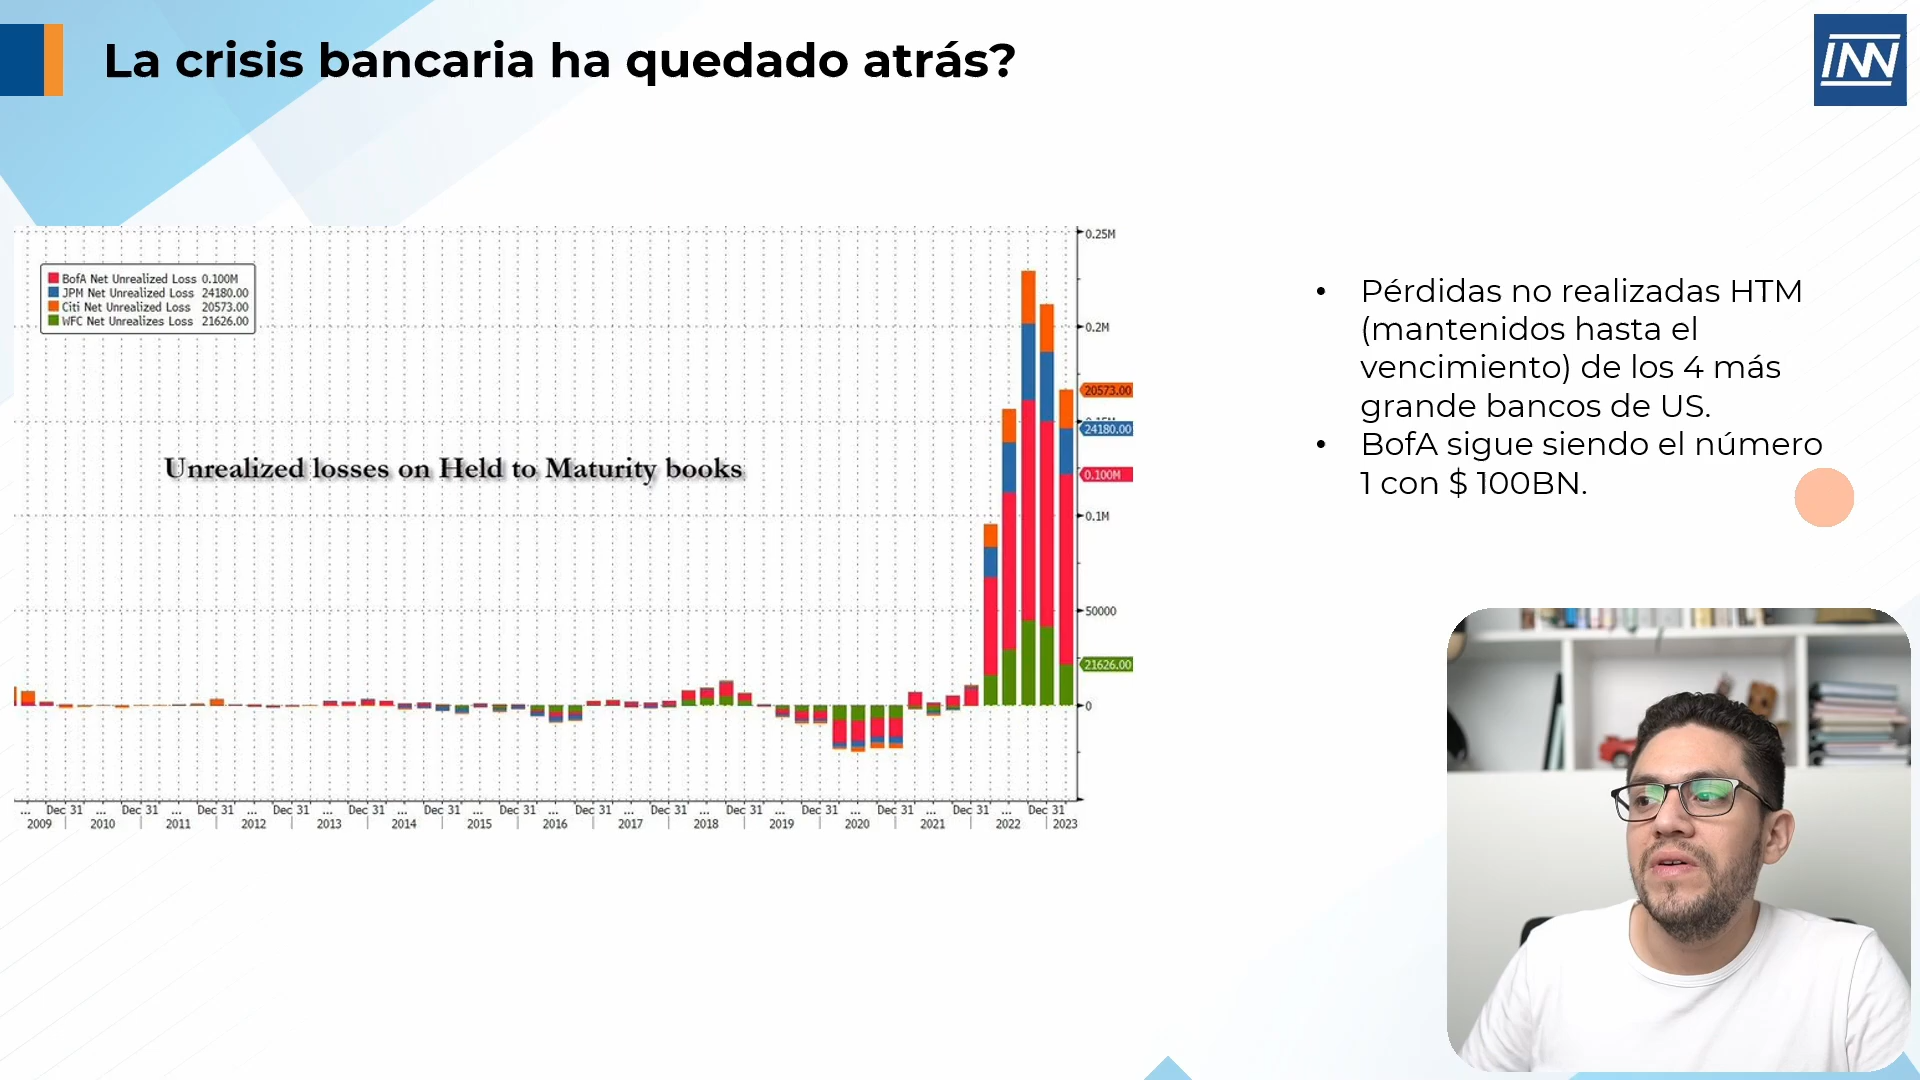 La crisis bancaria ha quedado atrás?
INN
0.25M
BofA Net Unrealized Loss 0.100M
JPM Net Unrealized Loss 24180.00
Citi Net Unrealized Loss 20573.00
WFC Net Unrealizes Loss 21626.00
0.2M
20573.00
24180.00
Unrealized losses on Held to Maturity books
0.100M
0.1M
50000
21626.00
0
... Dec 31 ... Dec 31 ... Dec 31 ... Dec 31 ... Dec 31 ... Dec 31 ... Dec 31 ... Dec 31 ... Dec 31 ... Dec 31 ... Dec 31 ... Dec 31 ... Dec 31 ... Dec 31
2009 2010 2011 2012 2013 2014 2015 2016 2017 2018 2019 2020 2021 2022 2023
• Pérdidas no realizadas HTM
(mantenidos hasta el
vencimiento) de los 4 más
grande bancos de US.
• BofA sigue siendo el número
1 con $ 100BN.